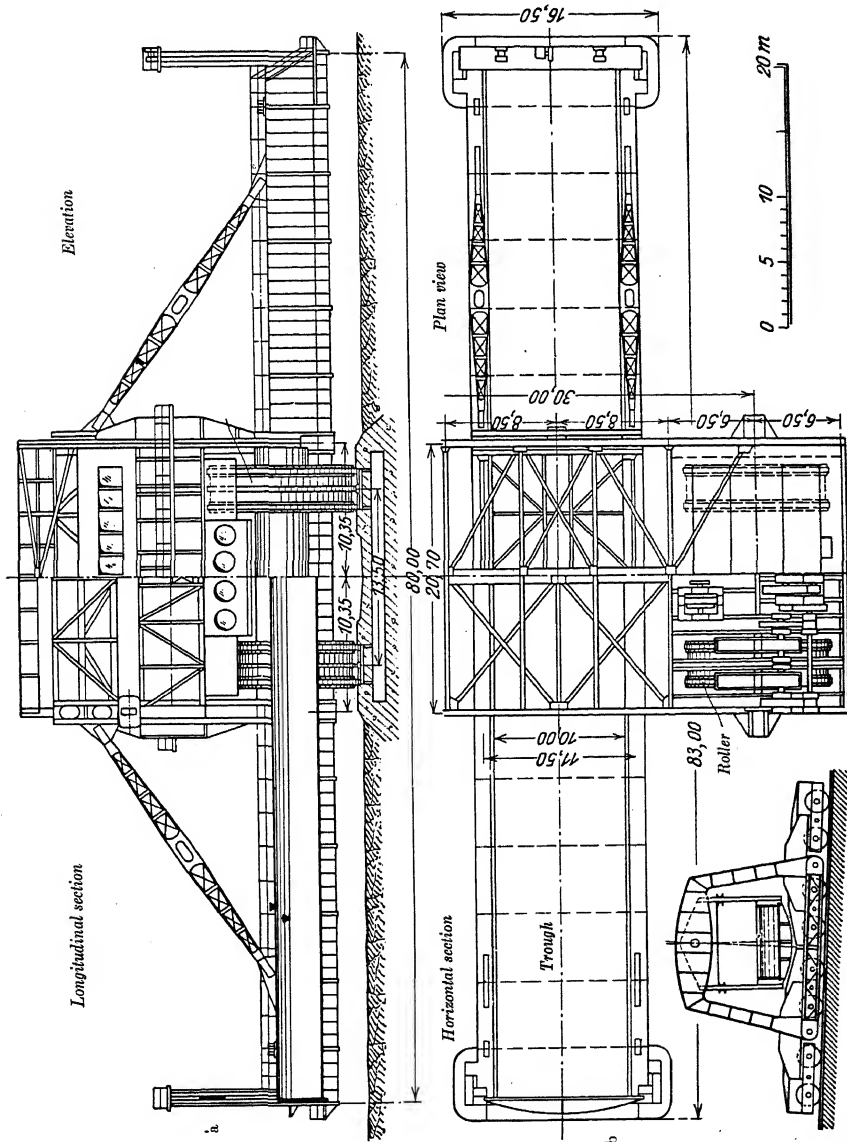 Longitudinal section
Elevation
a
10,35
10,35
13,50
80,00
20,70
Horizontal section
Plan view
b
Trough
10,00
11,50
8,50
8,50
6,50
6,50
30,00
16,50
83,00
Roller
0
5
10
20 m